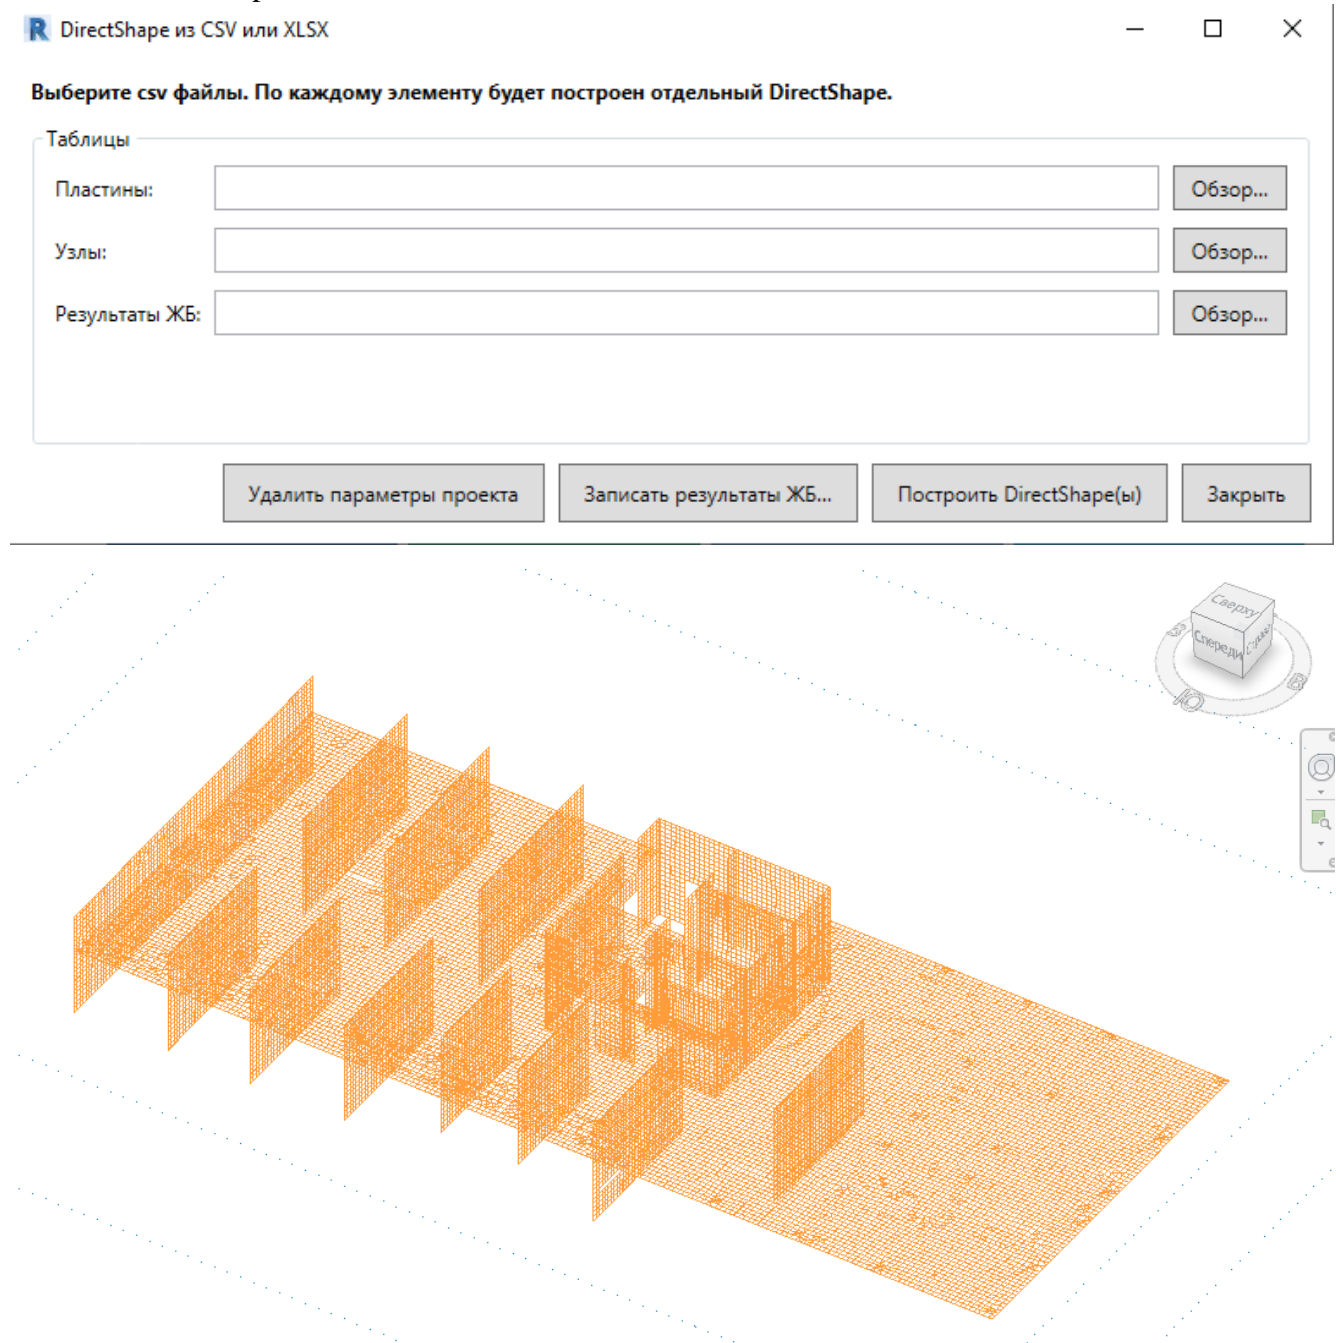 DirectShape из CSV или XLSX
Выберите csv файлы. По каждому элементу будет построен отдельный DirectShape.
Таблицы
Пластины:
Обзор...
Узлы:
Обзор...
Результаты ЖБ:
Обзор...
Удалить параметры проекта
Записать результаты ЖБ...
Построить DirectShape(ы)
Закрыть
Сверху
Спереди
Ю
В